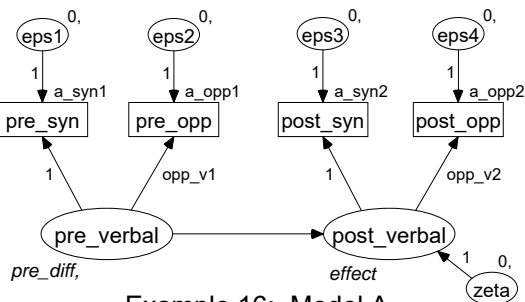 0, 0, 0, 0,
eps1 eps2 eps3 eps4
1 1 1 1
a_syn1 a_opp1 a_syn2 a_opp2
pre_syn pre_opp post_syn post_opp
1 opp_v1 1 opp_v2
pre_verbal post_verbal
pre_diff, effect 1 0,
zeta
Example 16: Model A